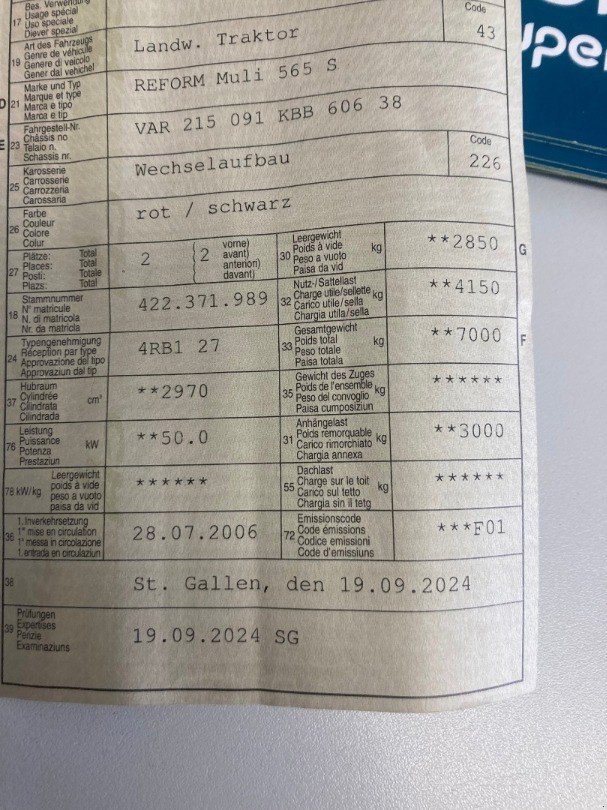 Bes. Verwendung
17 Usage spécial
Uso speciale
Diever spezial
Code
19 Art des Fahrzeugs
Genre de véhicule
Genere di veicolo
Gener dal vehichel
Landw. Traktor
43
D 21 Marke und Typ
Marque et type
Marca e tipo
Marca e tip
REFORM Muli 565 S
E 23 Fahrgestell-Nr.
Châssis no
Telaio n.
Schassis nr.
VAR 215 091 KBB 606 38
25 Karosserie
Carrosserie
Carrozzeria
Carossaria
Wechselaufbau
Code
226
26 Farbe
Couleur
Colore
Colur
rot / schwarz
27 Plätze: Total
Places: Total
Posti: Totale
Plazs: Total
2
( 2 vorne)
avant)
anteriori)
davant)
30 Leergewicht
Poids à vide
Peso a vuoto
Paisa da vid
kg
**2850
G
18 Stammnummer
N° matricule
N. di matricola
Nr. da matricla
422.371.989
32 Nutz-/Sattellast
Charge utile/sellette
Carico utile/sella
Chargia utila/sella
kg
**4150
24 Typengenehmigung
Réception par type
Approvazione del tipo
Approvaziun dal tip
4RB1 27
33 Gesamtgewicht
Poids total
Peso totale
Paisa totala
kg
**7000
F
37 Hubraum
Cylindrée
Cilindrata
Cilindrada
cm³
**2970
35 Gewicht des Zuges
Poids de l'ensemble
Peso del convoglio
Paisa cumposiziun
kg
******
76 Leistung
Puissance
Potenza
Prestaziun
kW
**50.0
31 Anhängelast
Poids remorquable
Carico rimorchiato
Chargia annexa
kg
**3000
78 kW/kg
Leergewicht
poids à vide
peso a vuoto
paisa da vid
******
55 Dachlast
Charge sur le toit
Carico sul tetto
Chargia sin il tetg
kg
******
36 1. Inverkehrsetzung
1re mise en circulation
1a messa in circolazione
1. entrada en circulaziun
28.07.2006
72 Emissionscode
Code émissions
Codice emissioni
Code d'emissiuns
***F01
38
St. Gallen, den 19.09.2024
39 Prüfungen
Expertises
Perizie
Examinaziuns
19.09.2024 SG